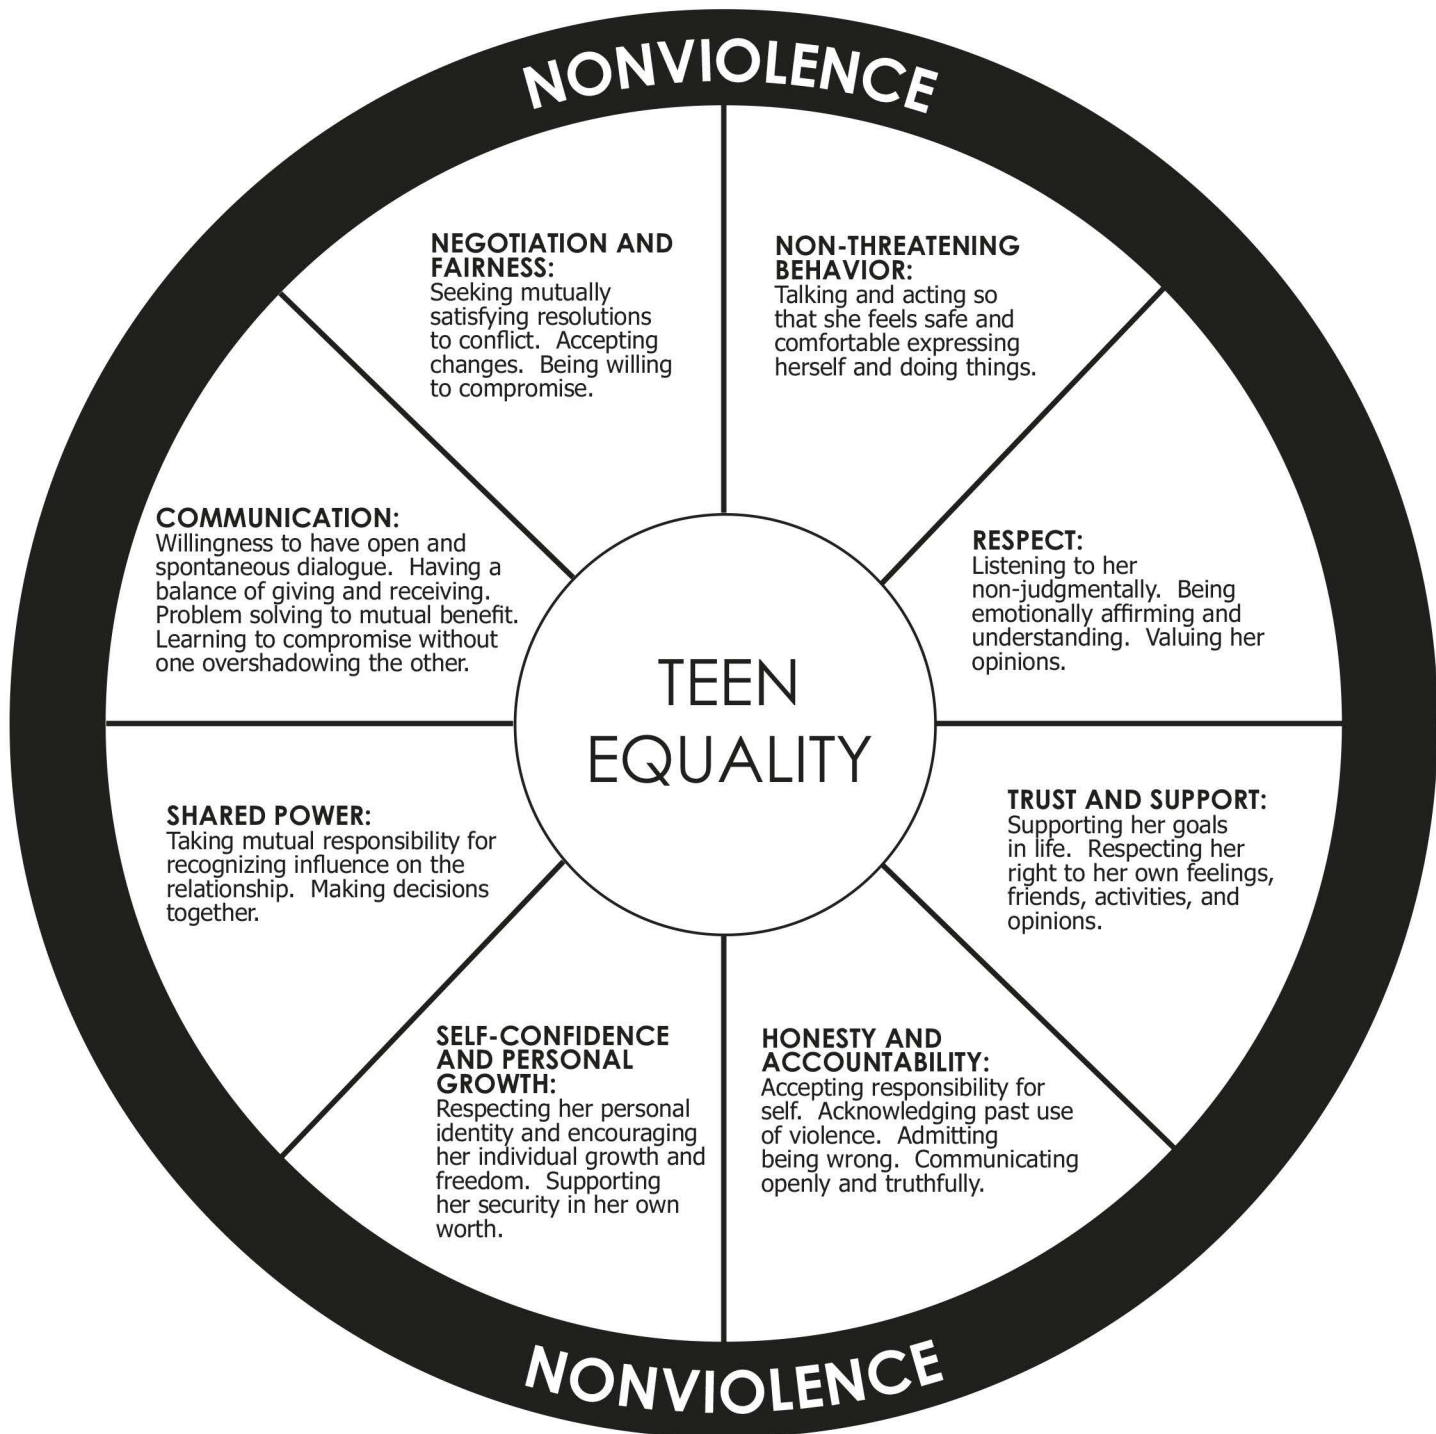 NONVIOLENCE
NEGOTIATION AND
FAIRNESS:
Seeking mutually
satisfying resolutions
to conflict.  Accepting
changes.  Being willing
to compromise.
NON-THREATENING
BEHAVIOR:
Talking and acting so
that she feels safe and
comfortable expressing
herself and doing things.
COMMUNICATION:
Willingness to have open and
spontaneous dialogue.  Having a
balance of giving and receiving.
Problem solving to mutual benefit.
Learning to compromise without
one overshadowing the other.
RESPECT:
Listening to her
non-judgmentally.  Being
emotionally affirming and
understanding.  Valuing her
opinions.
TEEN
EQUALITY
SHARED POWER:
Taking mutual responsibility for
recognizing influence on the
relationship.  Making decisions
together.
TRUST AND SUPPORT:
Supporting her goals
in life.  Respecting her
right to her own feelings,
friends, activities, and
opinions.
SELF-CONFIDENCE
AND PERSONAL
GROWTH:
Respecting her personal
identity and encouraging
her individual growth and
freedom.  Supporting
her security in her own
worth.
HONESTY AND
ACCOUNTABILITY:
Accepting responsibility for
self.  Acknowledging past use
of violence.  Admitting
being wrong.  Communicating
openly and truthfully.
NONVIOLENCE